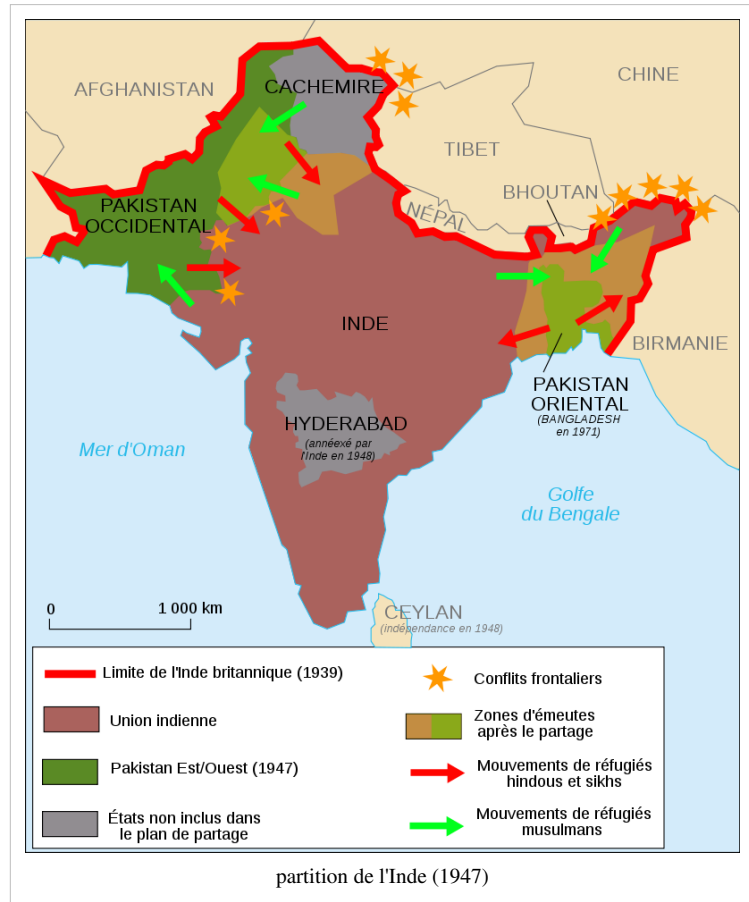 AFGHANISTAN
CACHEMIRE
CHINE
TIBET
BHOUTAN
NÉPAL
PAKISTAN
OCCIDENTAL
INDE
BIRMANIE
PAKISTAN
ORIENTAL
(BANGLADESH
en 1971)
HYDERABAD
(annéexé par
l'Inde en 1948)
Mer d'Oman
Golfe
du Bengale
0 1 000 km
CEYLAN
(indépendance en 1948)
Limite de l'Inde britannique (1939)
Union indienne
Pakistan Est/Ouest (1947)
États non inclus dans
le plan de partage
Conflits frontaliers
Zones d'émeutes
après le partage
Mouvements de réfugiés
hindous et sikhs
Mouvements de réfugiés
musulmans
partition de l'Inde (1947)